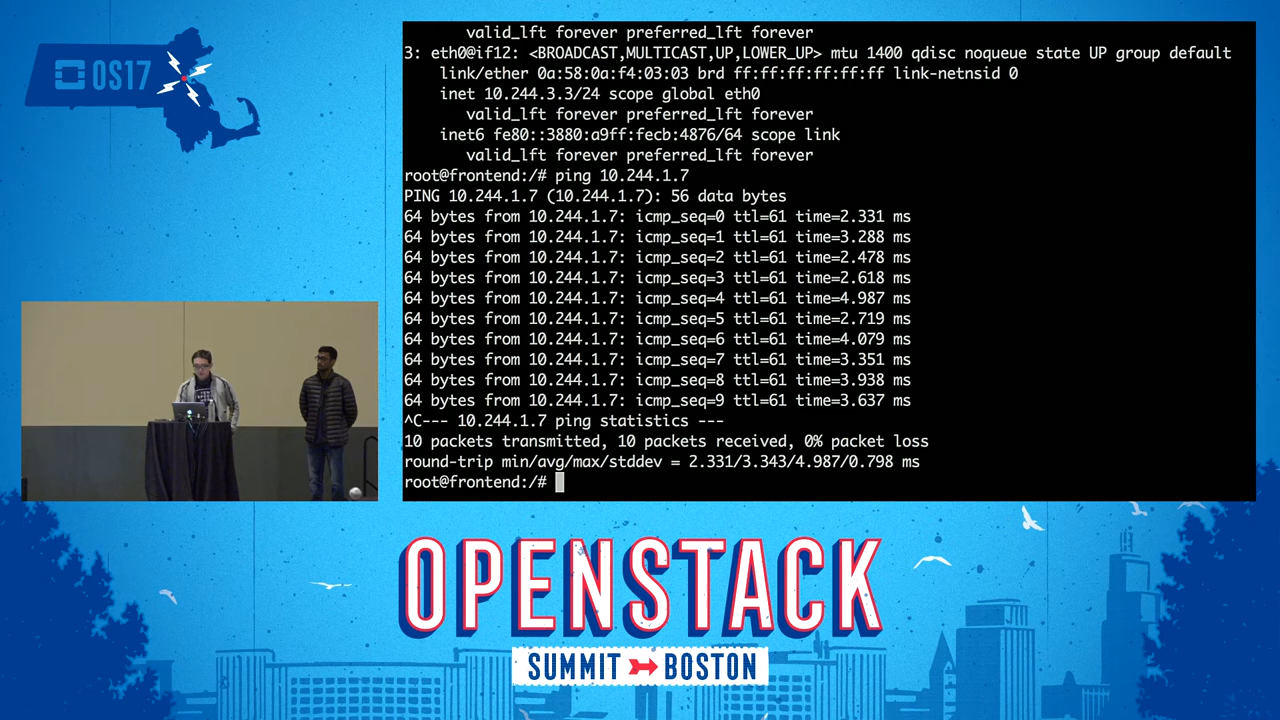 OS17
valid_lft forever preferred_lft forever
3: eth0@if12: <BROADCAST,MULTICAST,UP,LOWER_UP> mtu 1400 qdisc noqueue state UP group default
link/ether 0a:58:0a:f4:03:03 brd ff:ff:ff:ff:ff:ff link-netnsid 0
inet 10.244.3.3/24 scope global eth0
valid_lft forever preferred_lft forever
inet6 fe80::3880:a9ff:fecb:4876/64 scope link
valid_lft forever preferred_lft forever
root@frontend:/# ping 10.244.1.7
PING 10.244.1.7 (10.244.1.7): 56 data bytes
64 bytes from 10.244.1.7: icmp_seq=0 ttl=61 time=2.331 ms
64 bytes from 10.244.1.7: icmp_seq=1 ttl=61 time=3.288 ms
64 bytes from 10.244.1.7: icmp_seq=2 ttl=61 time=2.478 ms
64 bytes from 10.244.1.7: icmp_seq=3 ttl=61 time=2.618 ms
64 bytes from 10.244.1.7: icmp_seq=4 ttl=61 time=4.987 ms
64 bytes from 10.244.1.7: icmp_seq=5 ttl=61 time=2.719 ms
64 bytes from 10.244.1.7: icmp_seq=6 ttl=61 time=4.079 ms
64 bytes from 10.244.1.7: icmp_seq=7 ttl=61 time=3.351 ms
64 bytes from 10.244.1.7: icmp_seq=8 ttl=61 time=3.938 ms
64 bytes from 10.244.1.7: icmp_seq=9 ttl=61 time=3.637 ms
^C--- 10.244.1.7 ping statistics ---
10 packets transmitted, 10 packets received, 0% packet loss
round-trip min/avg/max/stddev = 2.331/3.343/4.987/0.798 ms
root@frontend:/#
OPENSTACK
SUMMIT BOSTON